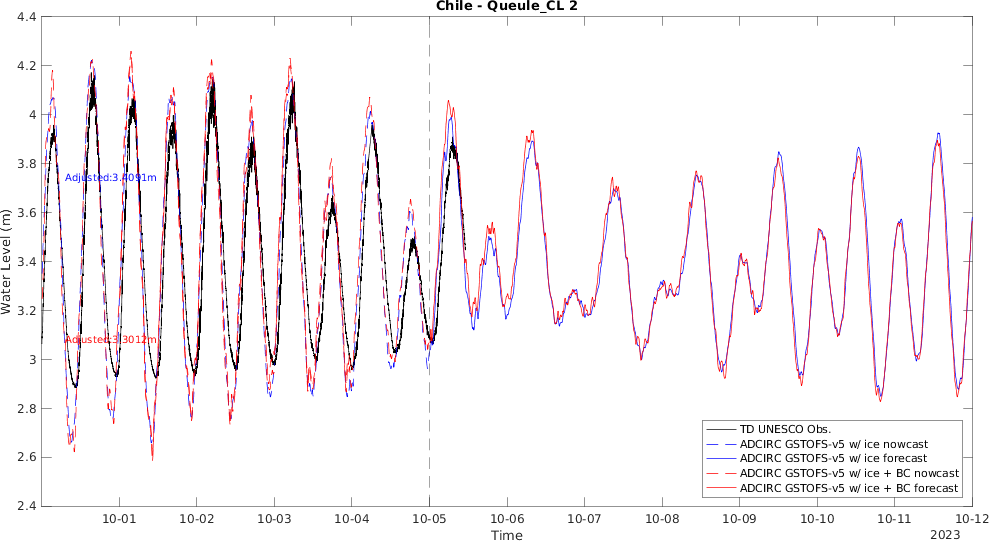 Chile - Queule_CL 2
4.4
4.2
4
3.8
3.6
3.4
3.2
3
2.8
2.6
2.4
Water Level (m)
Adjusted:3.4091m
Adjusted:3.3012m
TD UNESCO Obs.
ADCIRC GSTOFS-v5 w/ ice nowcast
ADCIRC GSTOFS-v5 w/ ice forecast
ADCIRC GSTOFS-v5 w/ ice + BC nowcast
ADCIRC GSTOFS-v5 w/ ice + BC forecast
10-01 10-02 10-03 10-04 10-05 10-06 10-07 10-08 10-09 10-10 10-11 10-12
Time
2023